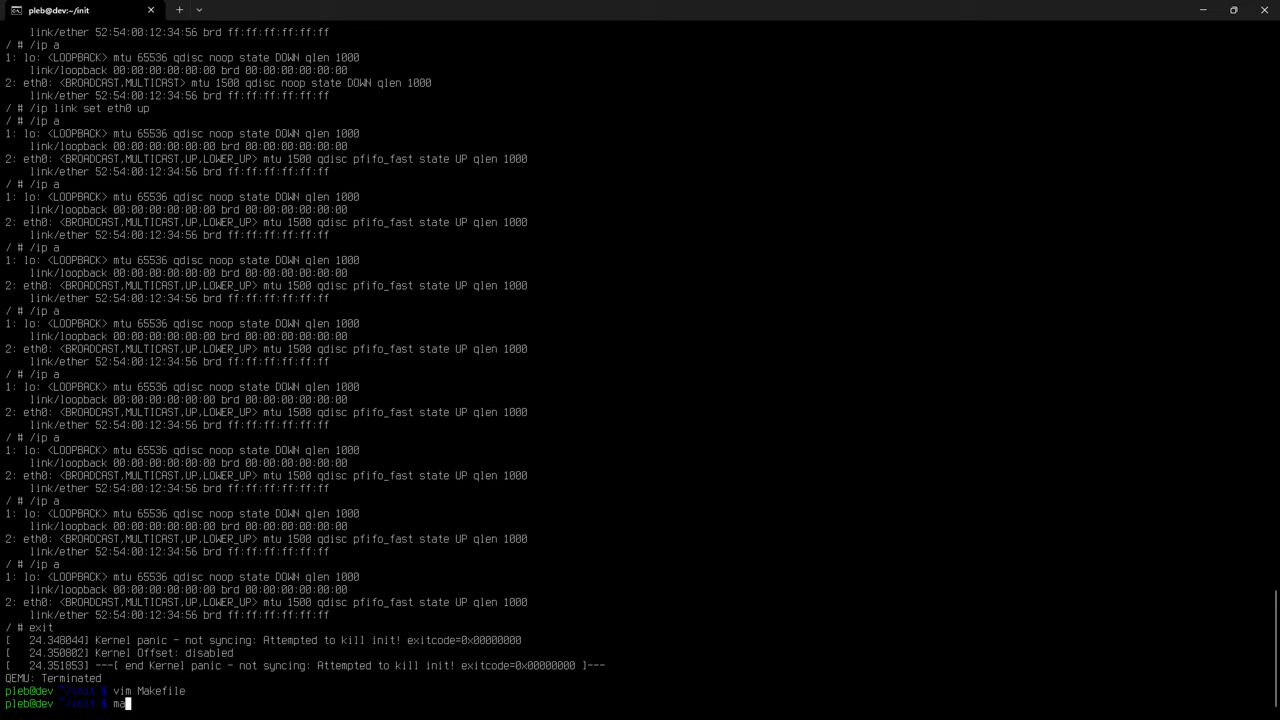 pleb@dev:~/init
link/ether 52:54:00:12:34:56 brd ff:ff:ff:ff:ff:ff
/ # /ip a
1: lo: <LOOPBACK> mtu 65536 qdisc noop state DOWN qlen 1000
link/loopback 00:00:00:00:00:00 brd 00:00:00:00:00:00
2: eth0: <BROADCAST,MULTICAST> mtu 1500 qdisc noop state DOWN qlen 1000
link/ether 52:54:00:12:34:56 brd ff:ff:ff:ff:ff:ff
/ # /ip link set eth0 up
/ # /ip a
1: lo: <LOOPBACK> mtu 65536 qdisc noop state DOWN qlen 1000
link/loopback 00:00:00:00:00:00 brd 00:00:00:00:00:00
2: eth0: <BROADCAST,MULTICAST,UP,LOWER_UP> mtu 1500 qdisc pfifo_fast state UP qlen 1000
link/ether 52:54:00:12:34:56 brd ff:ff:ff:ff:ff:ff
/ # /ip a
1: lo: <LOOPBACK> mtu 65536 qdisc noop state DOWN qlen 1000
link/loopback 00:00:00:00:00:00 brd 00:00:00:00:00:00
2: eth0: <BROADCAST,MULTICAST,UP,LOWER_UP> mtu 1500 qdisc pfifo_fast state UP qlen 1000
link/ether 52:54:00:12:34:56 brd ff:ff:ff:ff:ff:ff
/ # /ip a
1: lo: <LOOPBACK> mtu 65536 qdisc noop state DOWN qlen 1000
link/loopback 00:00:00:00:00:00 brd 00:00:00:00:00:00
2: eth0: <BROADCAST,MULTICAST,UP,LOWER_UP> mtu 1500 qdisc pfifo_fast state UP qlen 1000
link/ether 52:54:00:12:34:56 brd ff:ff:ff:ff:ff:ff
/ # /ip a
1: lo: <LOOPBACK> mtu 65536 qdisc noop state DOWN qlen 1000
link/loopback 00:00:00:00:00:00 brd 00:00:00:00:00:00
2: eth0: <BROADCAST,MULTICAST,UP,LOWER_UP> mtu 1500 qdisc pfifo_fast state UP qlen 1000
link/ether 52:54:00:12:34:56 brd ff:ff:ff:ff:ff:ff
/ # /ip a
1: lo: <LOOPBACK> mtu 65536 qdisc noop state DOWN qlen 1000
link/loopback 00:00:00:00:00:00 brd 00:00:00:00:00:00
2: eth0: <BROADCAST,MULTICAST,UP,LOWER_UP> mtu 1500 qdisc pfifo_fast state UP qlen 1000
link/ether 52:54:00:12:34:56 brd ff:ff:ff:ff:ff:ff
/ # /ip a
1: lo: <LOOPBACK> mtu 65536 qdisc noop state DOWN qlen 1000
link/loopback 00:00:00:00:00:00 brd 00:00:00:00:00:00
2: eth0: <BROADCAST,MULTICAST,UP,LOWER_UP> mtu 1500 qdisc pfifo_fast state UP qlen 1000
link/ether 52:54:00:12:34:56 brd ff:ff:ff:ff:ff:ff
/ # /ip a
1: lo: <LOOPBACK> mtu 65536 qdisc noop state DOWN qlen 1000
link/loopback 00:00:00:00:00:00 brd 00:00:00:00:00:00
2: eth0: <BROADCAST,MULTICAST,UP,LOWER_UP> mtu 1500 qdisc pfifo_fast state UP qlen 1000
link/ether 52:54:00:12:34:56 brd ff:ff:ff:ff:ff:ff
/ # /ip a
1: lo: <LOOPBACK> mtu 65536 qdisc noop state DOWN qlen 1000
link/loopback 00:00:00:00:00:00 brd 00:00:00:00:00:00
2: eth0: <BROADCAST,MULTICAST,UP,LOWER_UP> mtu 1500 qdisc pfifo_fast state UP qlen 1000
link/ether 52:54:00:12:34:56 brd ff:ff:ff:ff:ff:ff
/ # exit
[   24.348044] Kernel panic - not syncing: Attempted to kill init! exitcode=0x00000000
[   24.350802] Kernel Offset: disabled
[   24.351853] ---[ end Kernel panic - not syncing: Attempted to kill init! exitcode=0x00000000 ]---
QEMU: Terminated
pleb@dev ~/init $ vim Makefile
pleb@dev ~/init $ ma